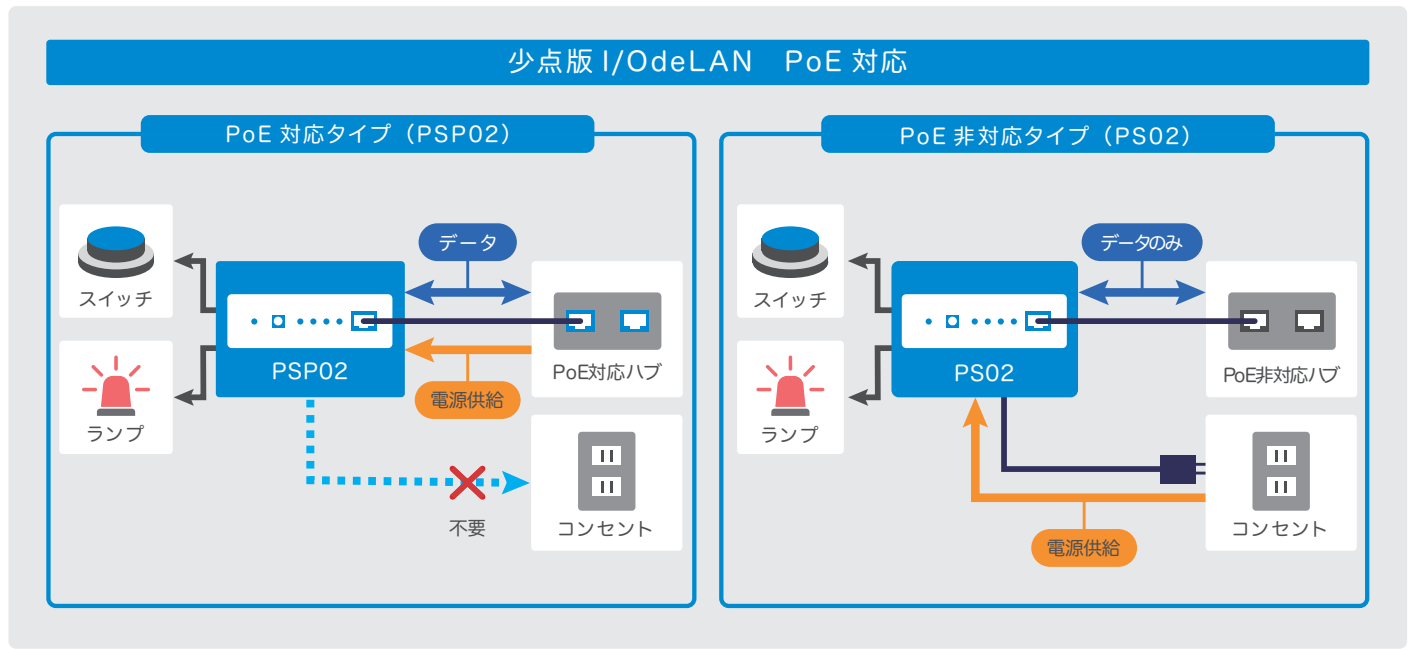 少点版 I/OdeLAN　PoE 対応
PoE 対応タイプ（PSP02）
スイッチ
ランプ
データ
PSP02
電源供給
PoE対応ハブ
不要
コンセント
PoE 非対応タイプ（PS02）
スイッチ
ランプ
データのみ
PS02
PoE非対応ハブ
電源供給
コンセント